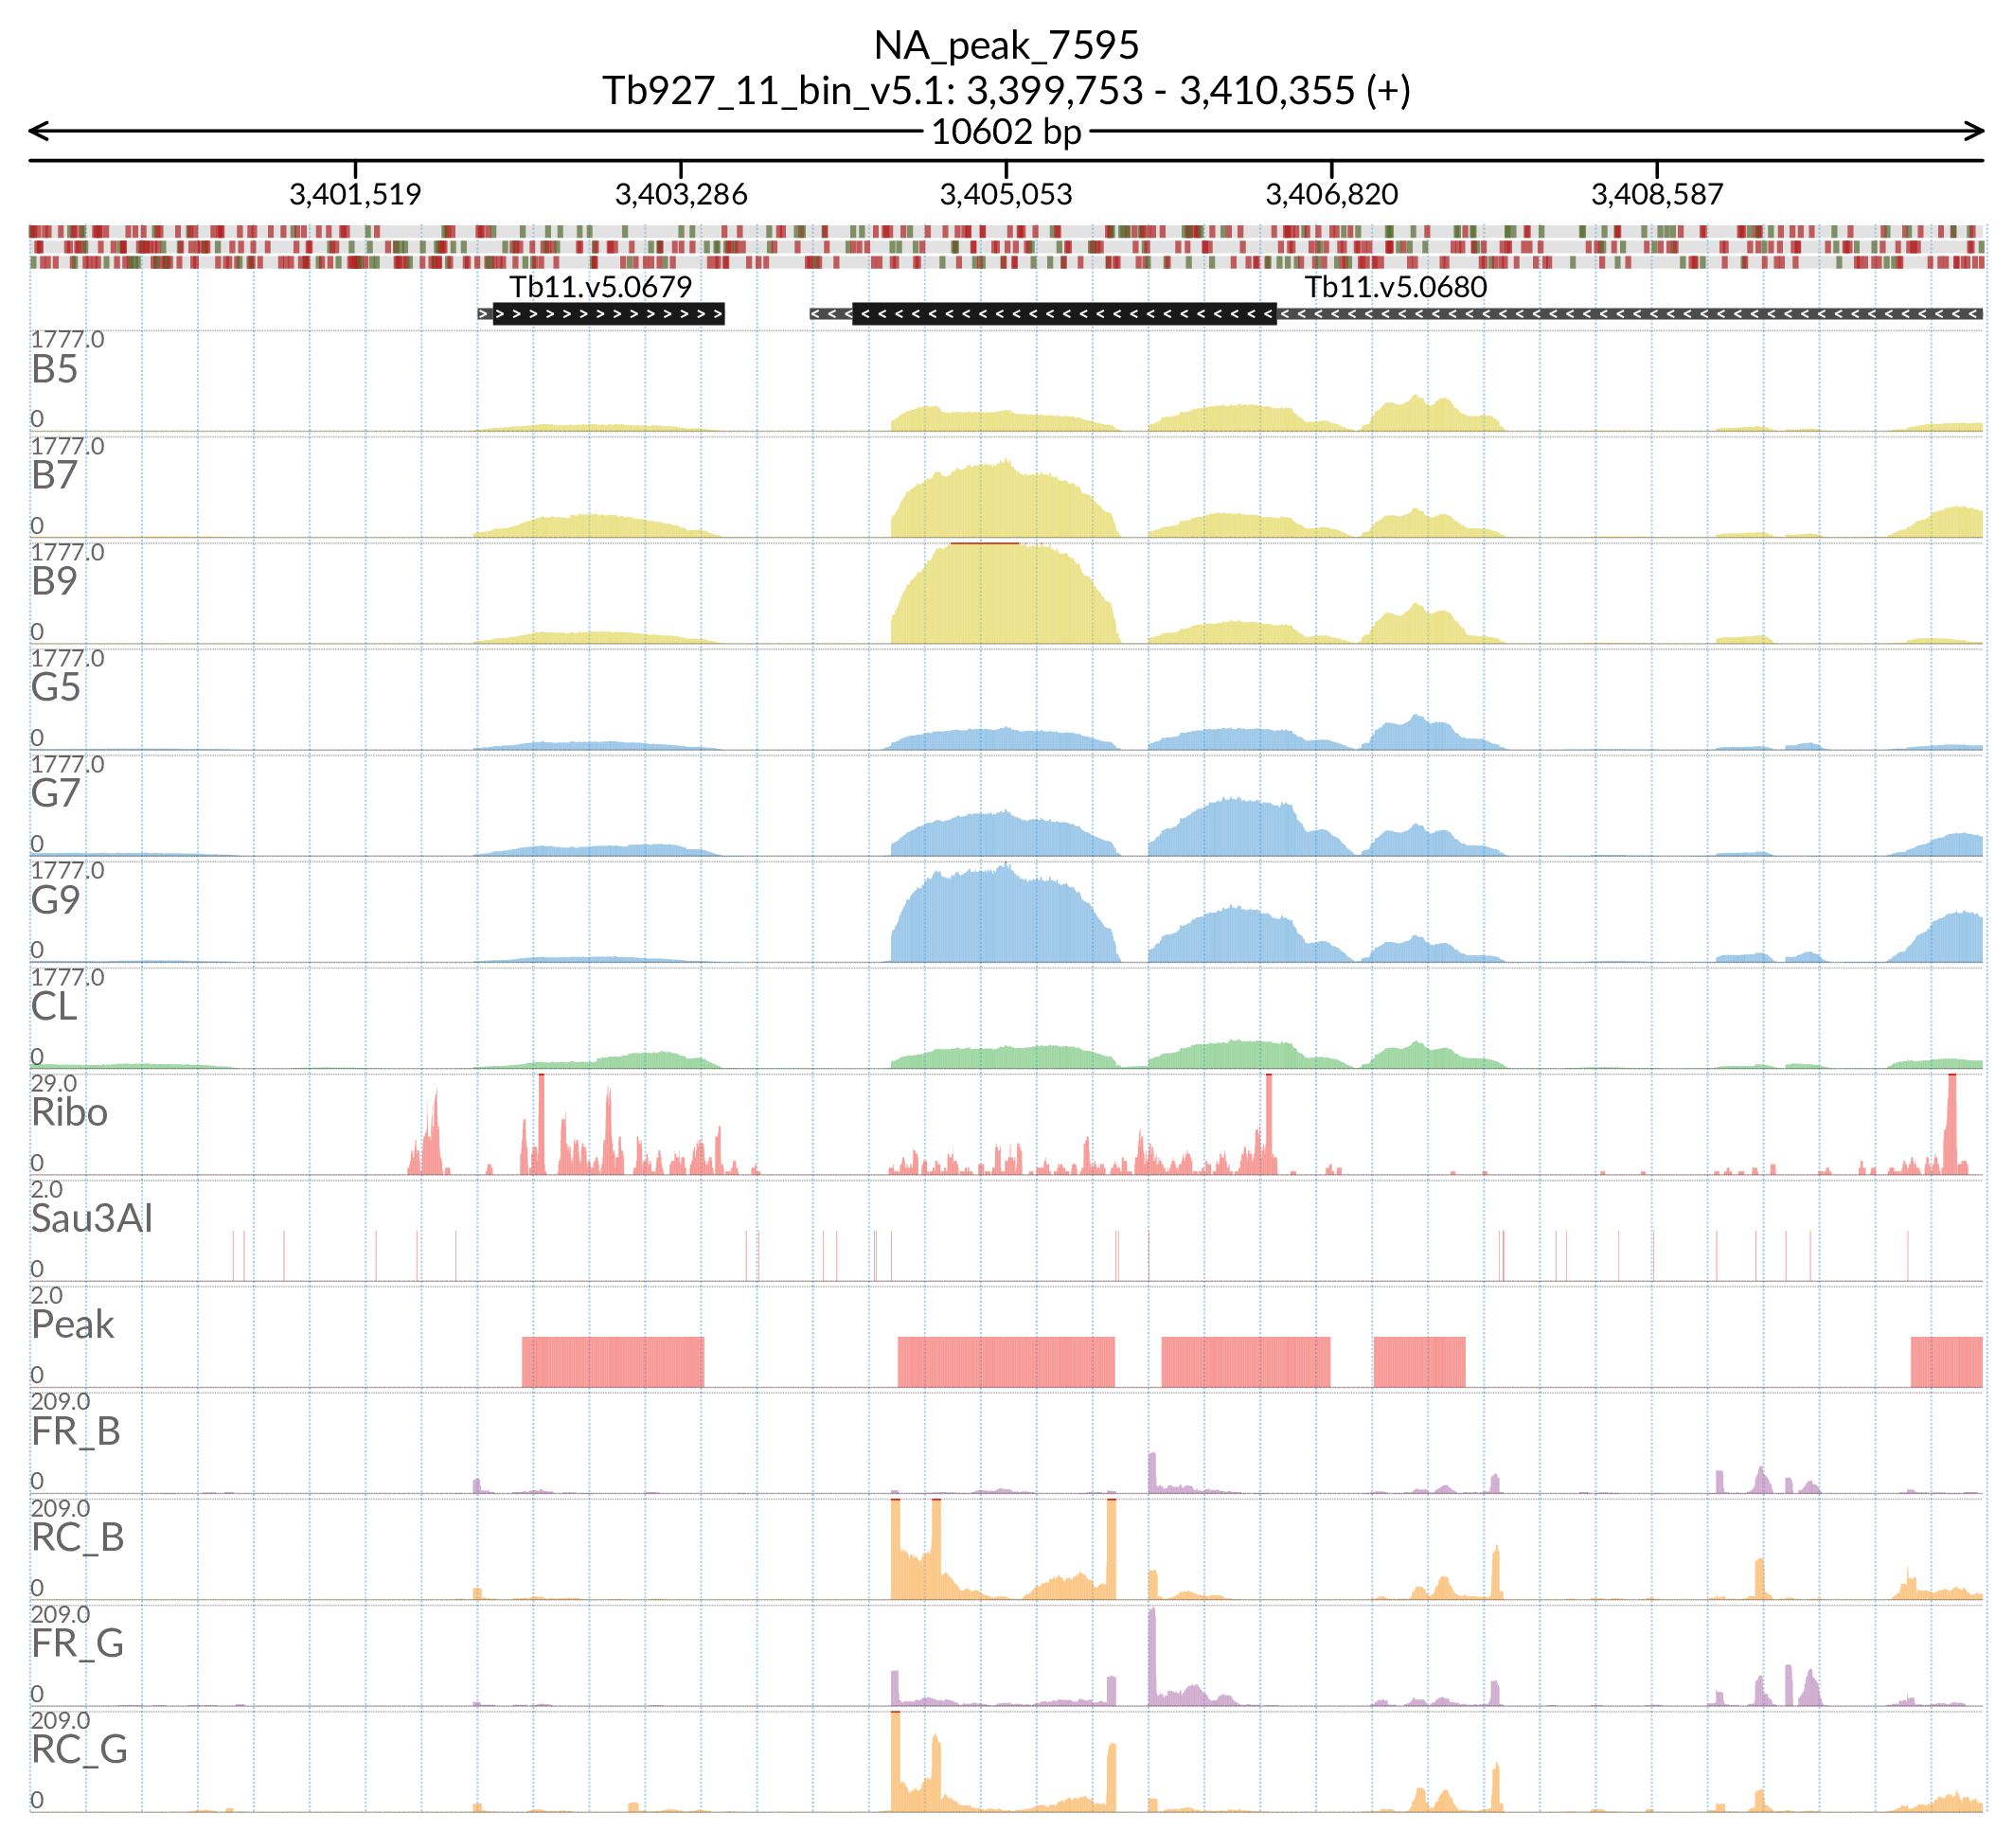 NA_peak_7595
Tb927_11_bin_v5.1: 3,399,753 - 3,410,355 (+)
10602 bp
3,401,519 3,403,286 3,405,053 3,406,820 3,408,587
Tb11.v5.0679 Tb11.v5.0680
1777.0
B5
0
1777.0
B7
0
1777.0
B9
0
1777.0
G5
0
1777.0
G7
0
1777.0
G9
0
1777.0
CL
0
29.0
Ribo
0
2.0
Sau3AI
0
2.0
Peak
0
209.0
FR_B
0
209.0
RC_B
0
209.0
FR_G
0
209.0
RC_G
0